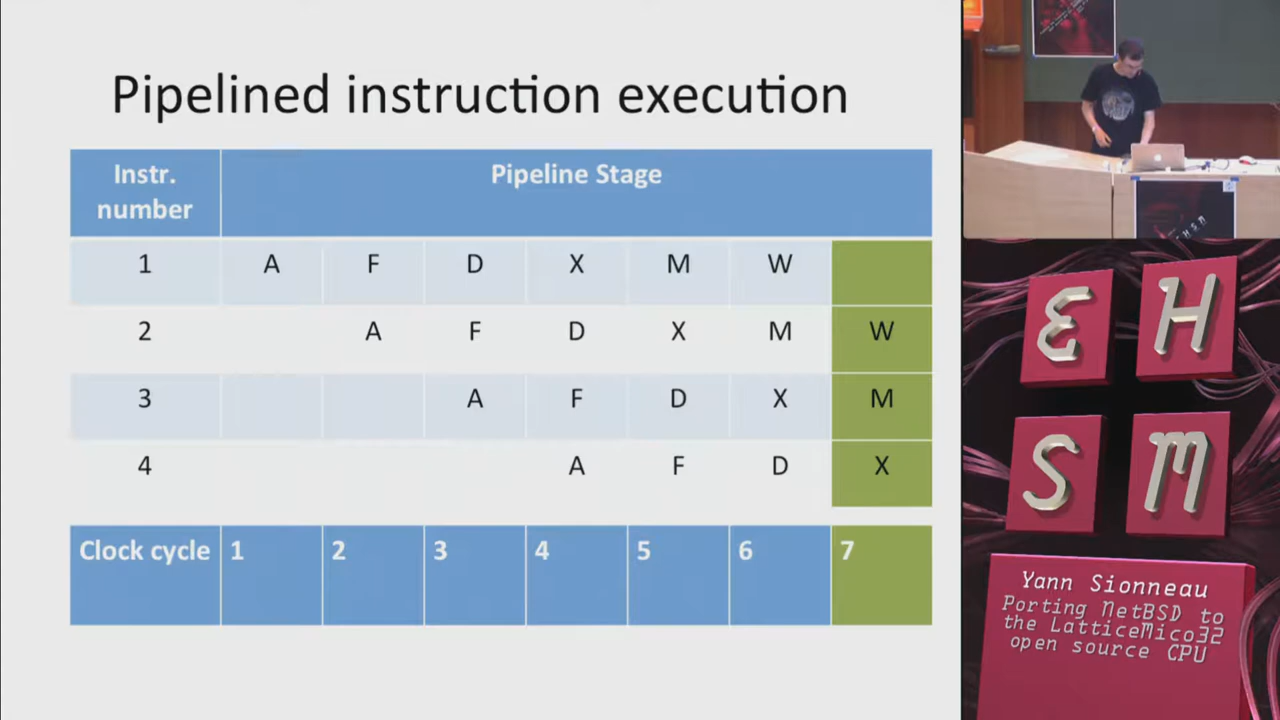 Pipelined instruction execution
Instr. number Pipeline Stage
1 A F D X M W
2 A F D X M W
3 A F D X M W
4 A F D X
Clock cycle 1 2 3 4 5 6 7
E H
S M
EHSM
Yann Sionneau
Porting NetBSD to
the LatticeMico32
open source CPU